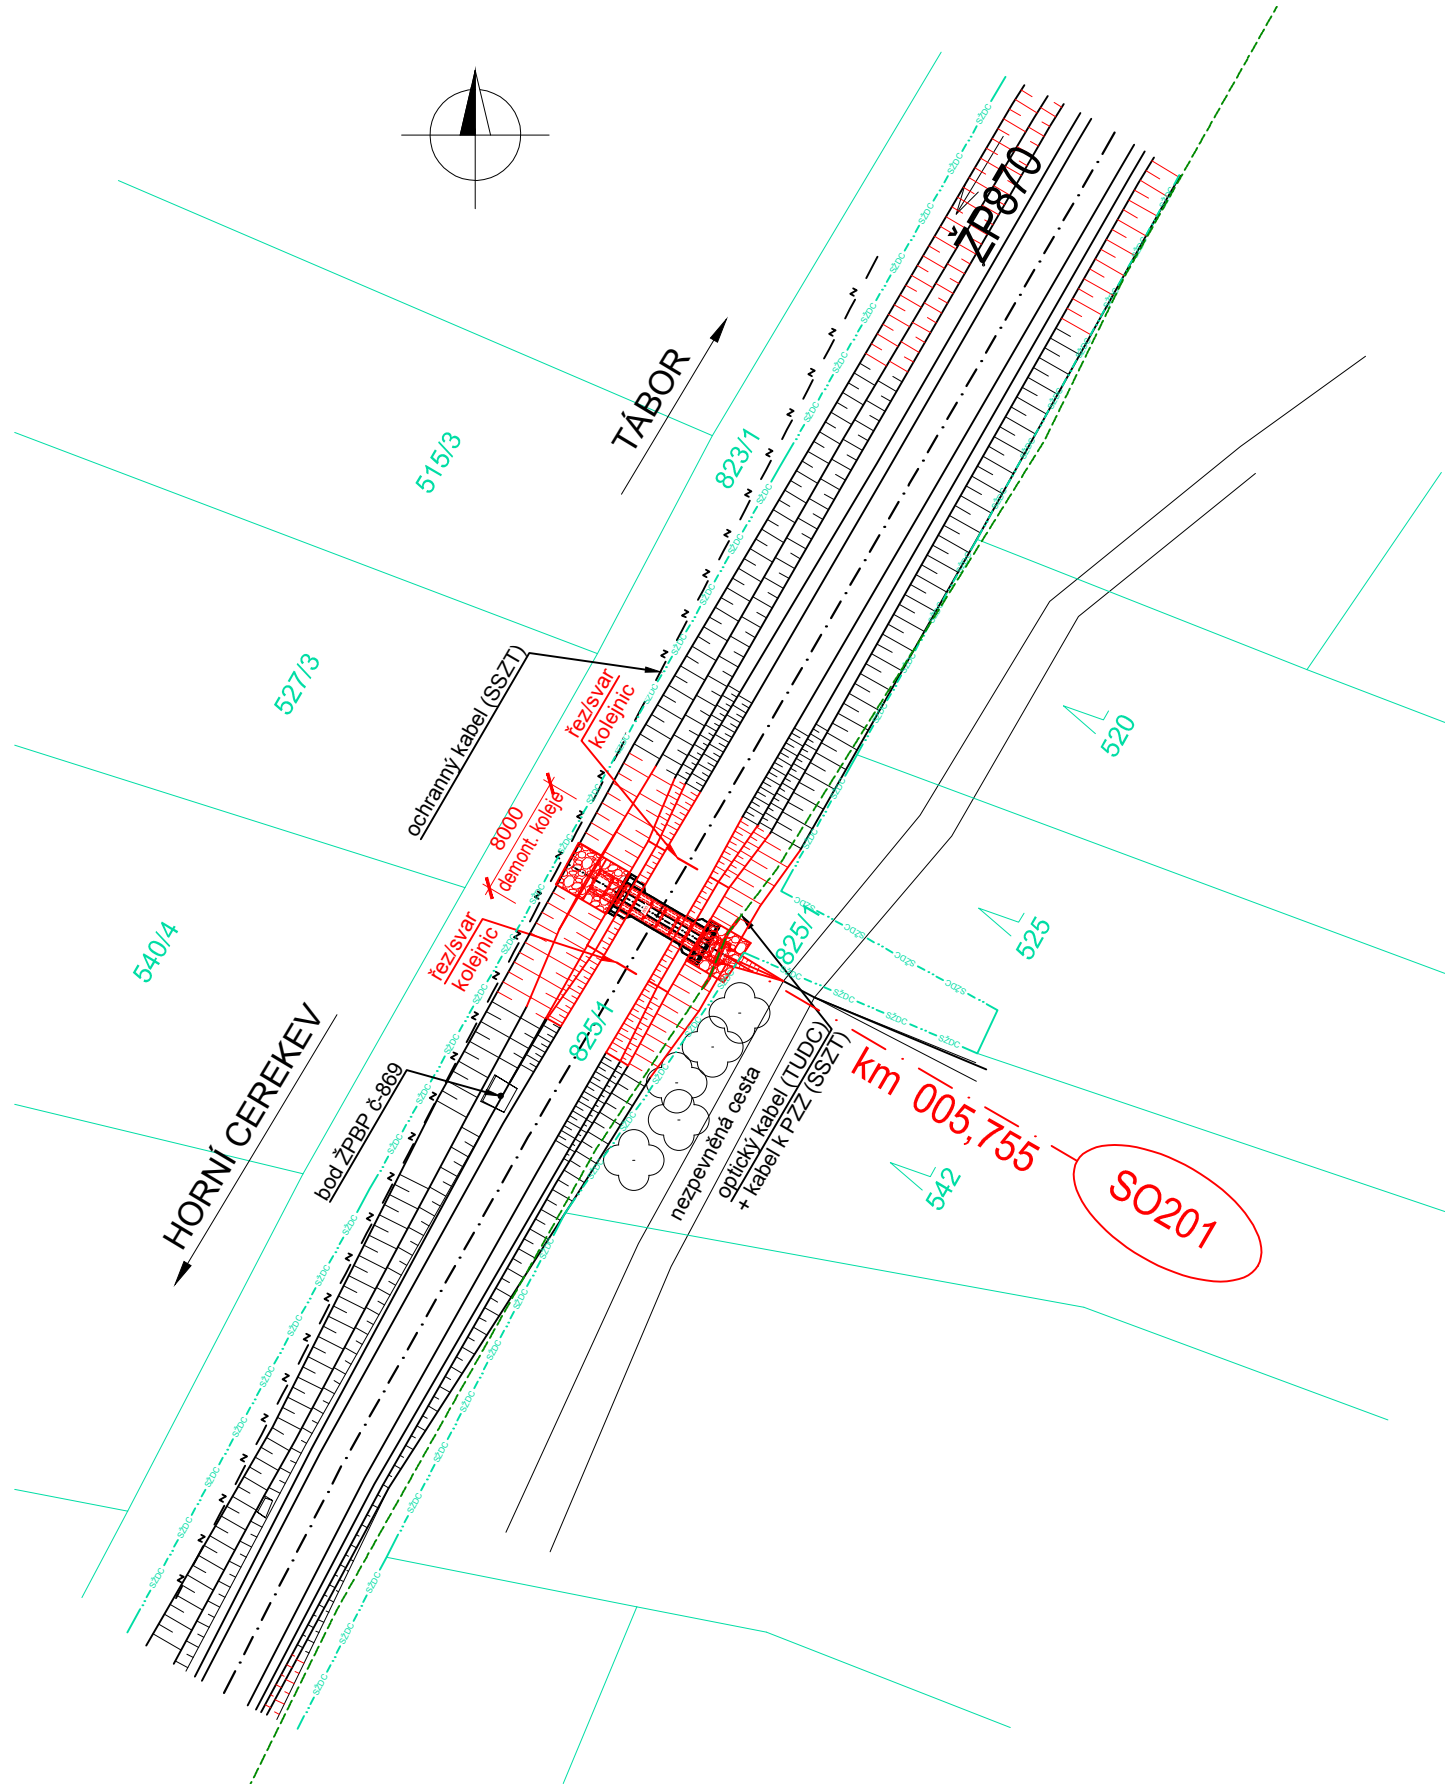 ŽP870
TÁBOR
823/1
515/3
527/3
ochranný kabel (SSZT)
řez/svar
kolejnic
8000
demont. koleje
řez/svar
kolejnic
540/4
520
525
825/1
825/1
HORNÍ CEREKEV
bod ŽPBP č-869
nezpevněná cesta
optický kabel (TUDC)
+ kabel k PZZ (SSZT)
km 005,755
SO201
542
SŽDC